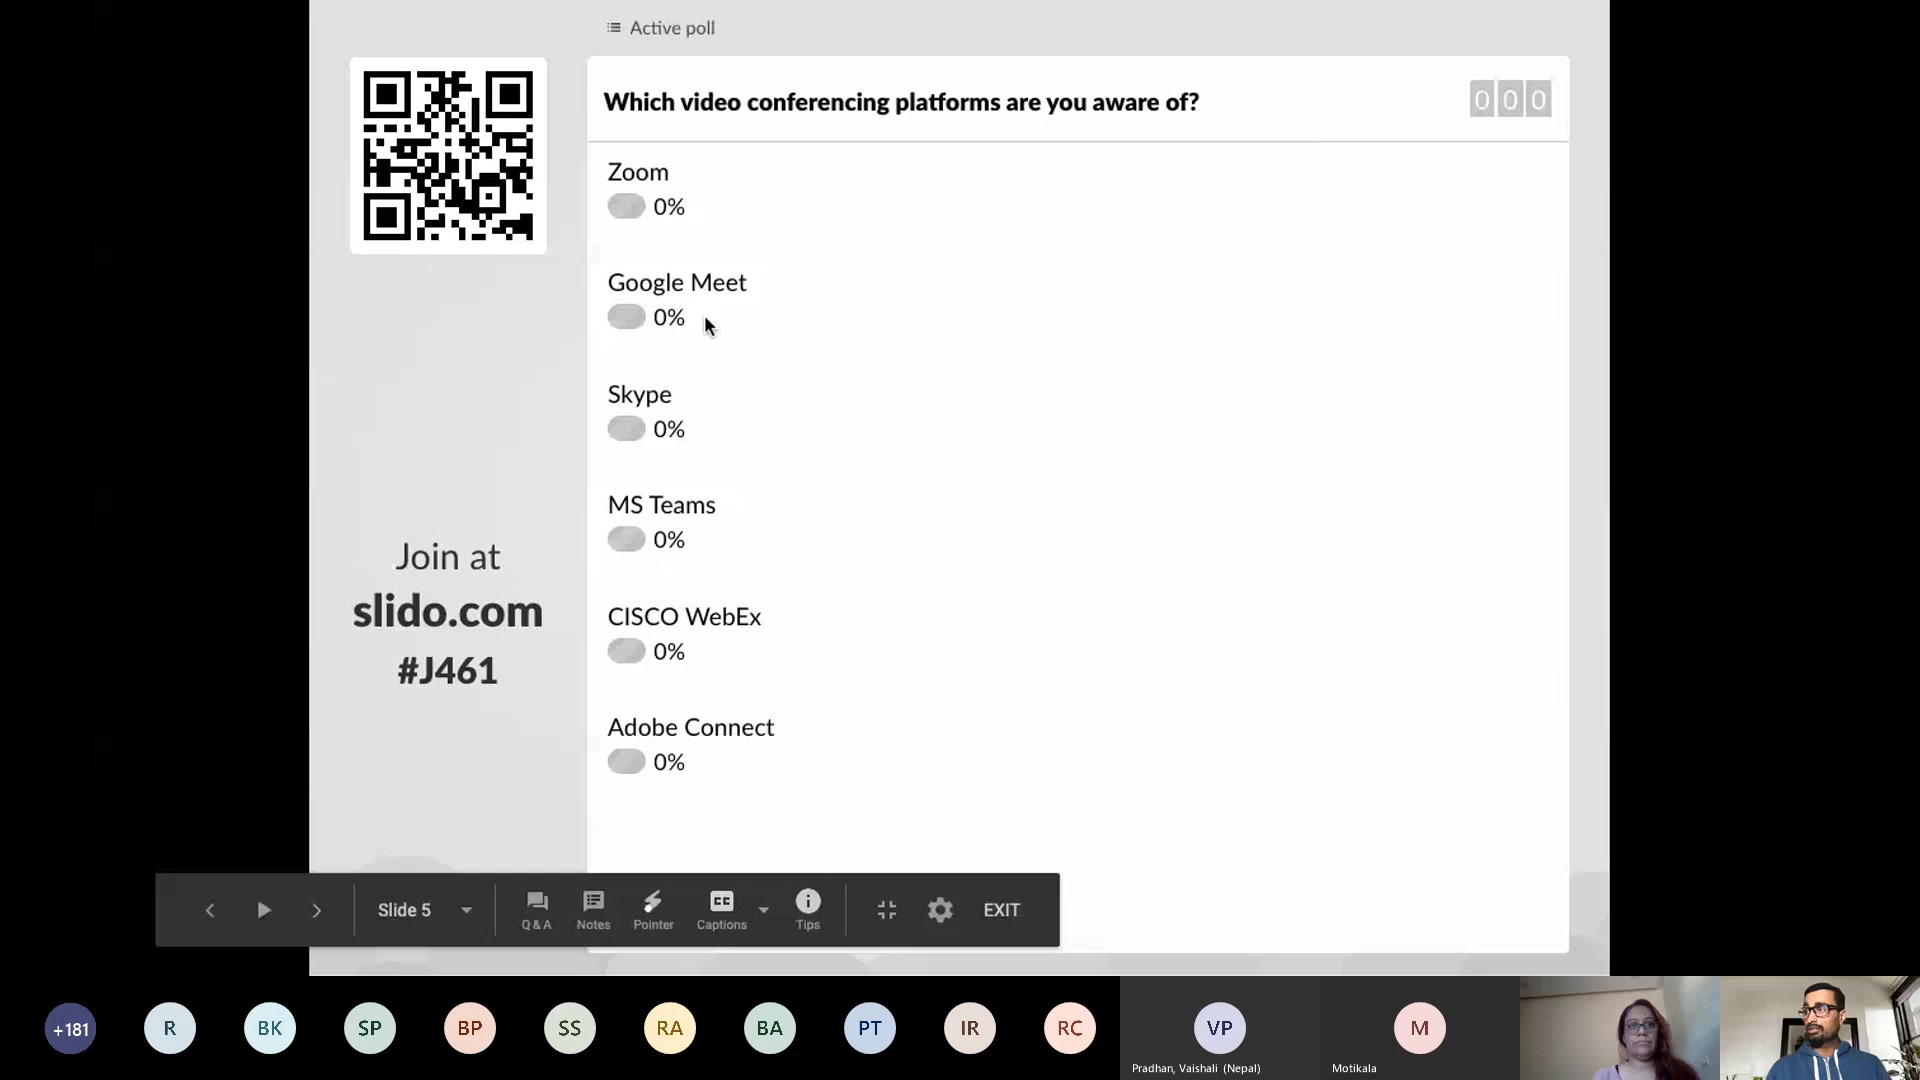 Active poll
Which video conferencing platforms are you aware of?
000
Zoom
0%
Google Meet
0%
Skype
0%
MS Teams
0%
CISCO WebEx
0%
Adobe Connect
0%
Join at
slido.com
#J461
Slide 5
Q & A
Notes
Pointer
CC
Captions
Tips
EXIT
+181
R
BK
SP
BP
SS
RA
BA
PT
IR
RC
VP
Pradhan, Vaishali (Nepal)
M
Motikala